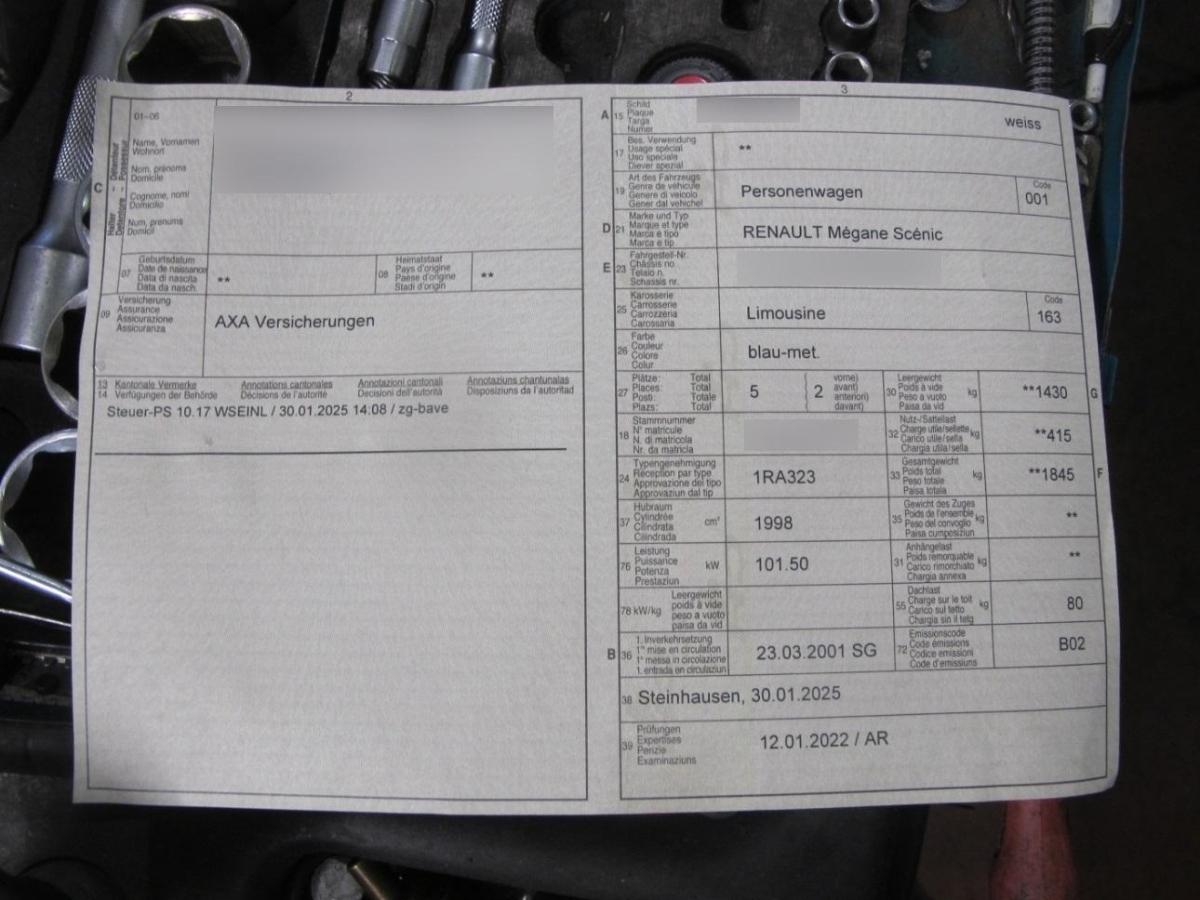 2
01-06
C
Halter Détenteur
Detentore Possessur
Name, Vornamen
Wohnort
Nom, prénoms
Domicile
Cognome, nomi
Domicilio
Num, prenums
Domicil
07
Geburtsdatum
Date de naissance
Data di nascita
Data da nasch.
**
08
Heimatstaat
Pays d'origine
Paese d'origine
Stadi d'origin
**
09
Versicherung
Assurance
Assicurazione
Assicuranza
AXA Versicherungen
13 Kantonale Vermerke Annotations cantonales Annotazioni cantonali Annotaziuns chantunalas
14 Verfügungen der Behörde Décisions de l'autorité Decisioni dell'autorità Disposiziuns da l'autoritad
Steuer-PS 10.17 WSEINL / 30.01.2025 14:08 / zg-bave
3
A 15
Schild
Plaque
Targa
Numer
weiss
17
Bes. Verwendung
Usage spécial
Uso speciale
Diever spezial
**
19
Art des Fahrzeugs
Genre de véhicule
Genere di veicolo
Gener dal vehichel
Personenwagen
Code
001
D 21
Marke und Typ
Marque et type
Marca e tipo
Marca e tip
RENAULT Mégane Scénic
E 23
Fahrgestell-Nr.
Châssis no
Telaio n.
Schassis nr.
25
Karosserie
Carrosserie
Carrozzeria
Carossaria
Limousine
Code
163
26
Farbe
Couleur
Colore
Colur
blau-met.
27
Plätze: Total
Places: Total
Posti: Totale
Plazs: Total
5
2
vorne)
avant)
anteriori)
davant)
30
Leergewicht
Poids à vide
Peso a vuoto
Paisa da vid
kg
**1430
G
18
Stammnummer
N° matricule
N. di matricola
Nr. da matricla
32
Nutz-/Sattellast
Charge utile/sellette
Carico utile/sella
Chargia utila/sella
kg
**415
24
Typengenehmigung
Réception par type
Approvazione del tipo
Approvaziun dal tip
1RA323
33
Gesamtgewicht
Poids total
Peso totale
Paisa totala
kg
**1845
F
37
Hubraum
Cylindrée
Cilindrata
Cilindrada
cm³
1998
35
Gewicht des Zuges
Poids de l'ensemble
Peso del convoglio
Paisa cumposiziun
kg
**
76
Leistung
Puissance
Potenza
Prestaziun
kW
101.50
31
Anhängelast
Poids remorquable
Carico rimorchiato
Chargia annexa
kg
**
78 kW/kg
Leergewicht
poids à vide
peso a vuoto
paisa da vid
55
Dachlast
Charge sur le toit
Carico sul tetto
Chargia sin il tetg
kg
80
B 36
1. Inverkehrsetzung
1re mise en circulation
1a messa in circolazione
1. entrada en circulaziun
23.03.2001 SG
72
Emissionscode
Code émissions
Codice emissioni
Code d'emissiuns
B02
38 Steinhausen, 30.01.2025
39
Prüfungen
Expertises
Perizie
Examinaziuns
12.01.2022 / AR